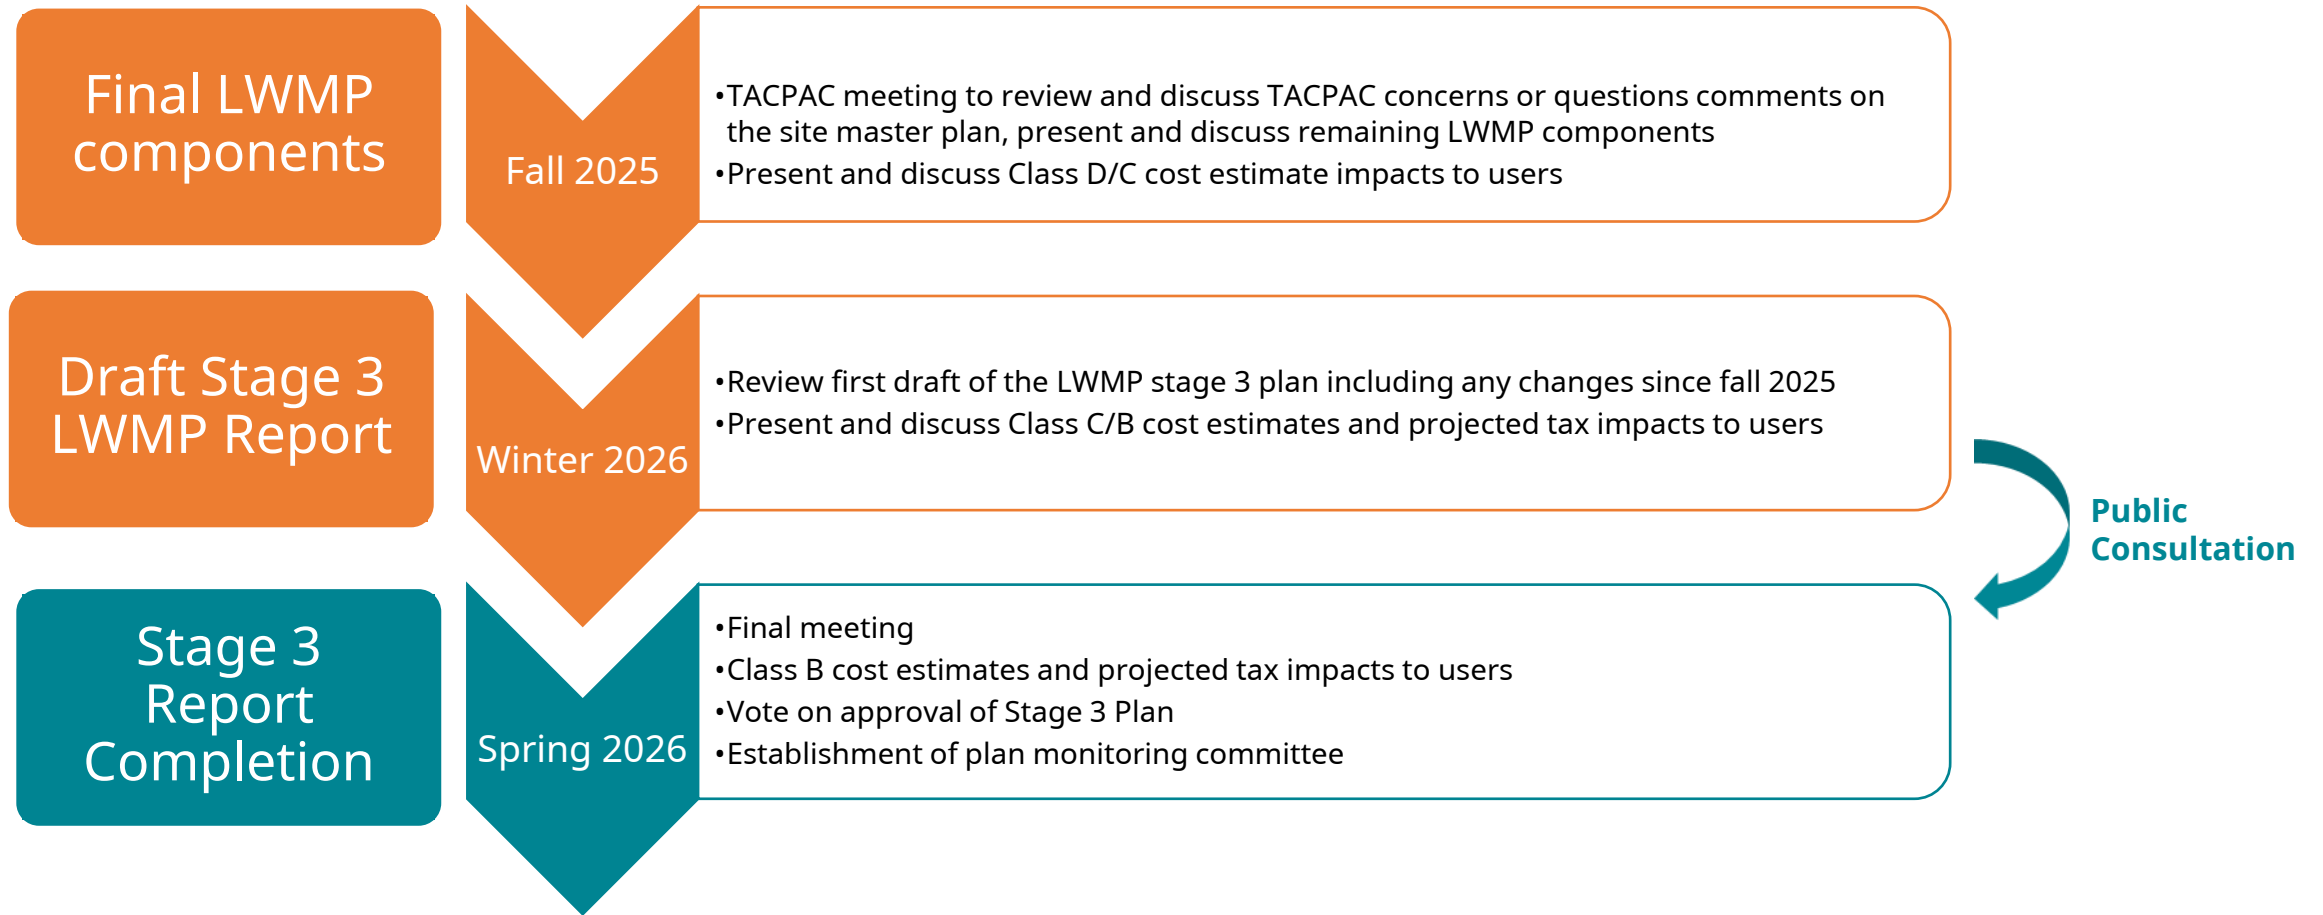 Final LWMP
components
Fall 2025
•TACPAC meeting to review and discuss TACPAC concerns or questions comments on
the site master plan, present and discuss remaining LWMP components
•Present and discuss Class D/C cost estimate impacts to users
Draft Stage 3
LWMP Report
Winter 2026
•Review first draft of the LWMP stage 3 plan including any changes since fall 2025
•Present and discuss Class C/B cost estimates and projected tax impacts to users
Public
Consultation
Stage 3
Report
Completion
Spring 2026
•Final meeting
•Class B cost estimates and projected tax impacts to users
•Vote on approval of Stage 3 Plan
•Establishment of plan monitoring committee